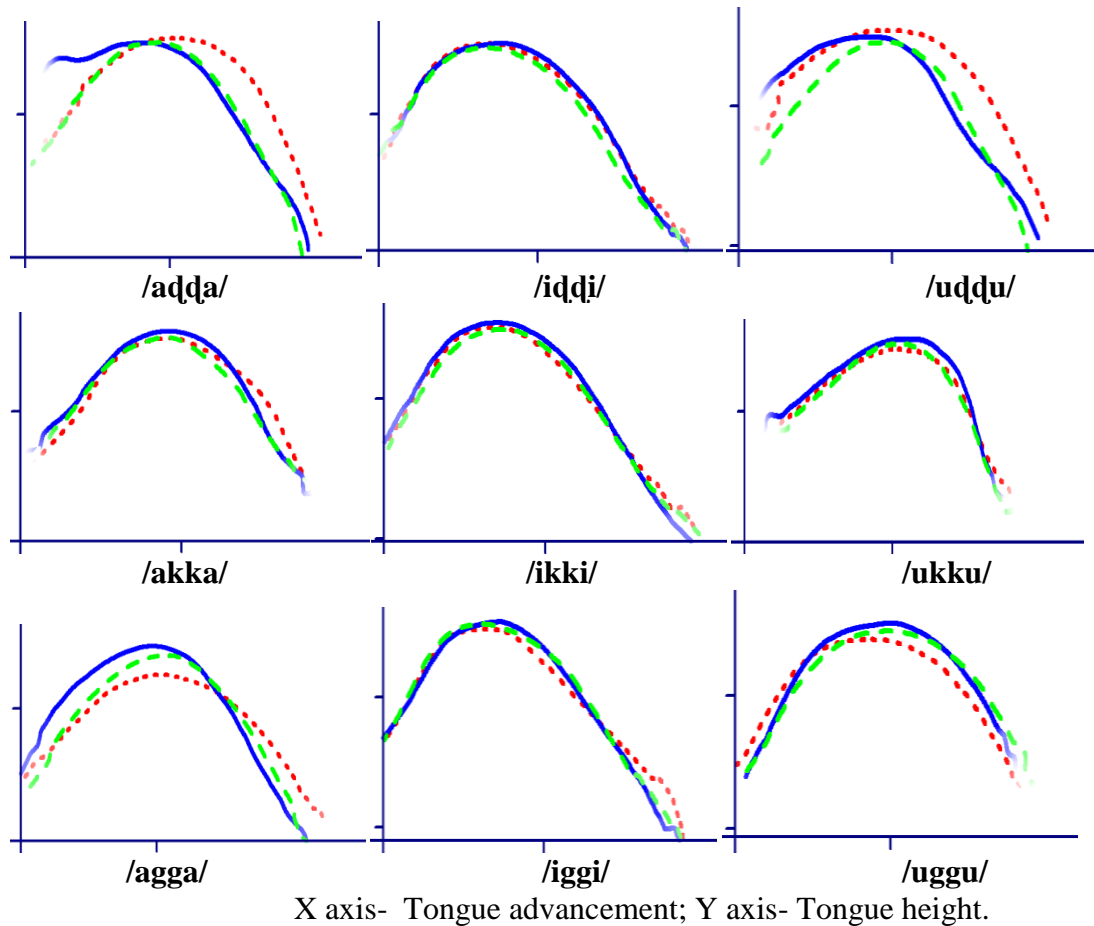 /aɖɖa/ /iɖɖi/ /uɖɖu/
/akka/ /ikki/ /ukku/
/agga/ /iggi/ /uggu/
X axis- Tongue advancement; Y axis- Tongue height.